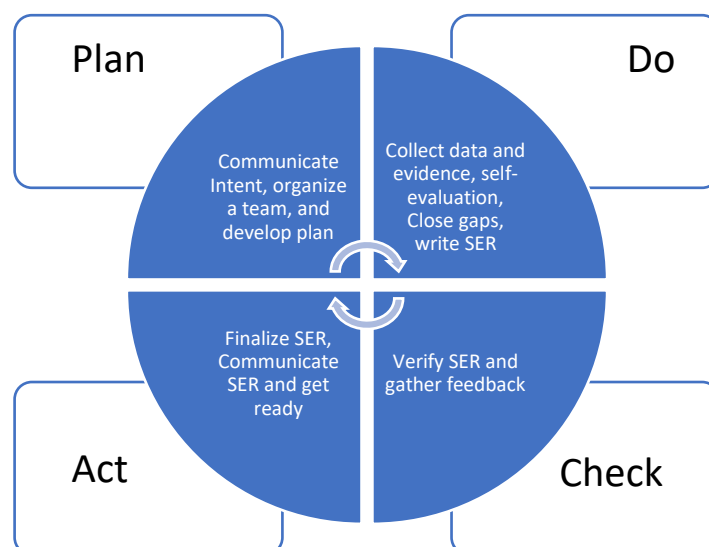 Plan
Do
Communicate
Intent, organize
a team, and
develop plan
Collect data and
evidence, self-
evaluation,
Close gaps,
write SER
Finalize SER,
Communicate
SER and get
ready
Verify SER and
gather feedback
Act
Check